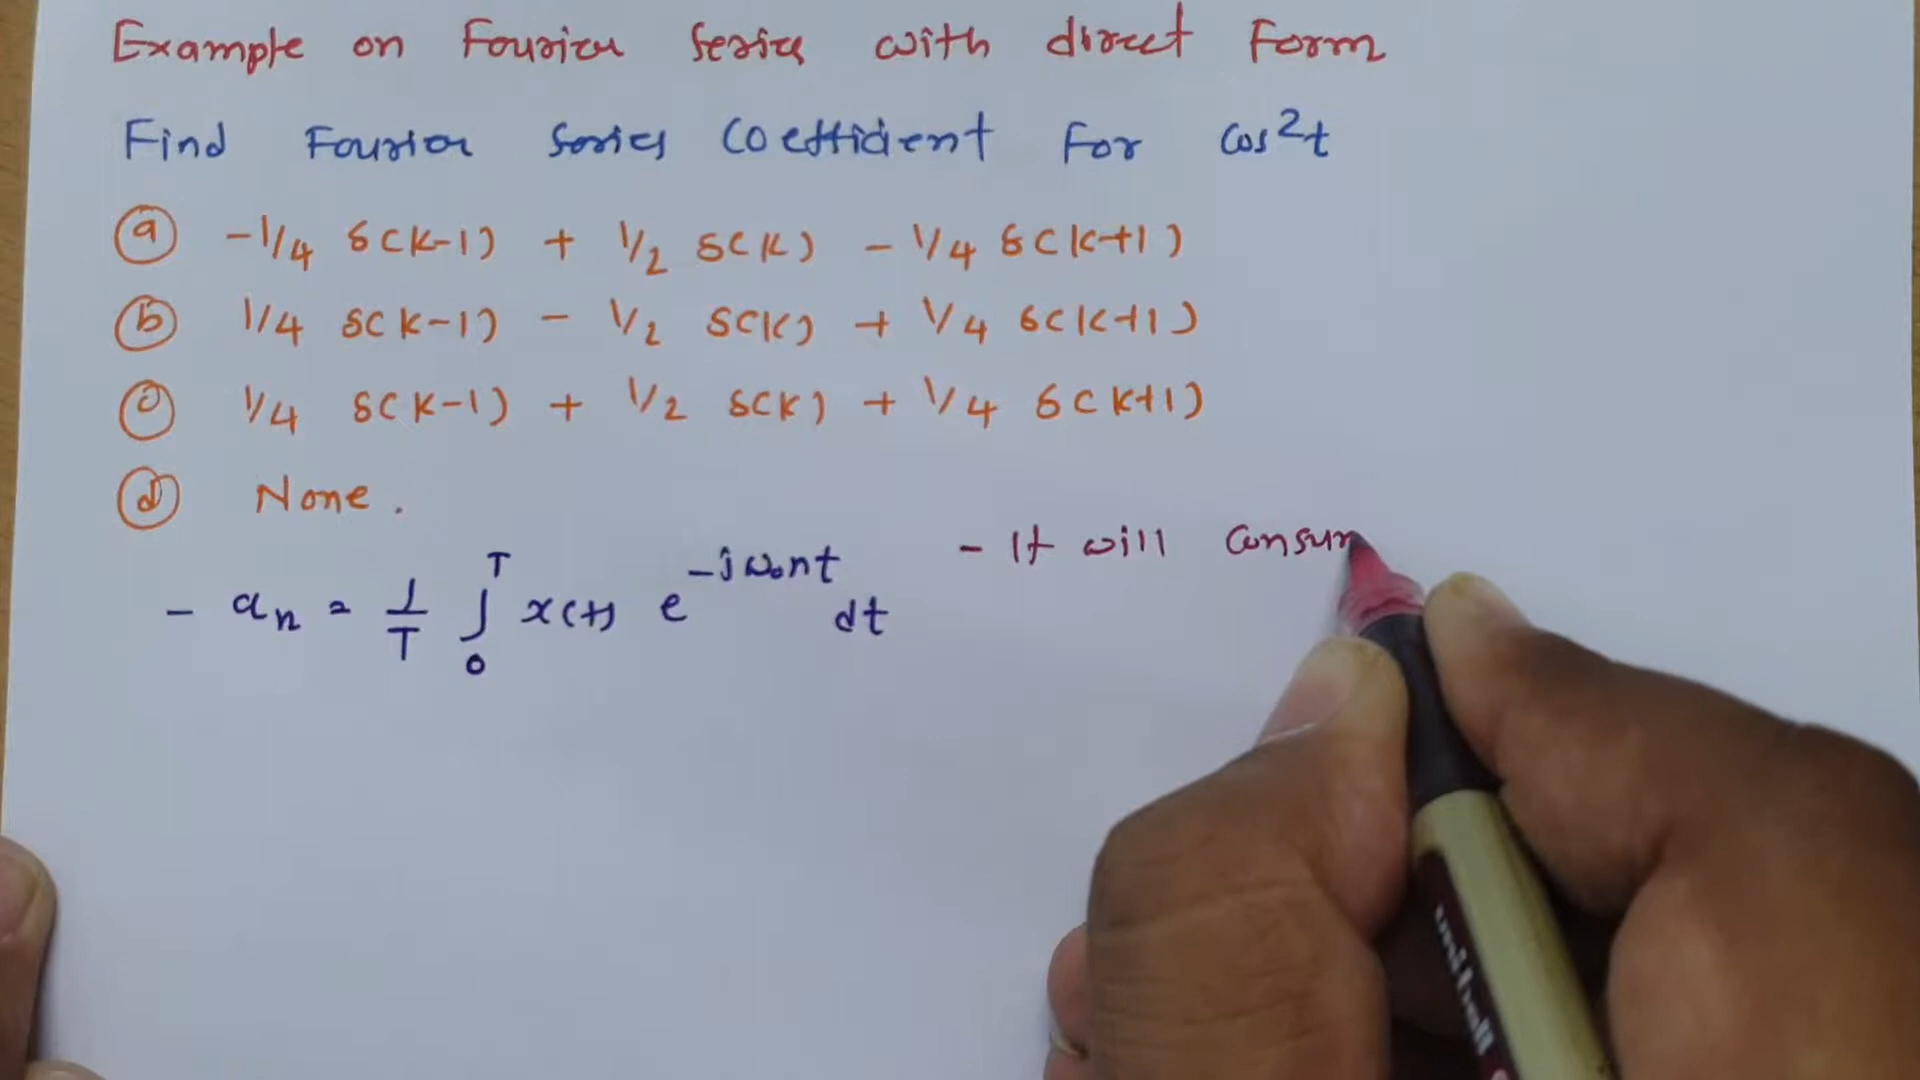 Example on Fourier series with direct Form
Find Fourier Series Coefficient For cos²t
(a) -1/4 δ(k-1) + 1/2 δ(k) - 1/4 δ(k+1)
(b) 1/4 δ(k-1) - 1/2 δ(k) + 1/4 δ(k+1)
(c) 1/4 δ(k-1) + 1/2 δ(k) + 1/4 δ(k+1)
(d) None.
- It will Consum
- aₙ = 1/T ∫₀ᵀ x(t) e^(-jω₀nt) dt
uniball